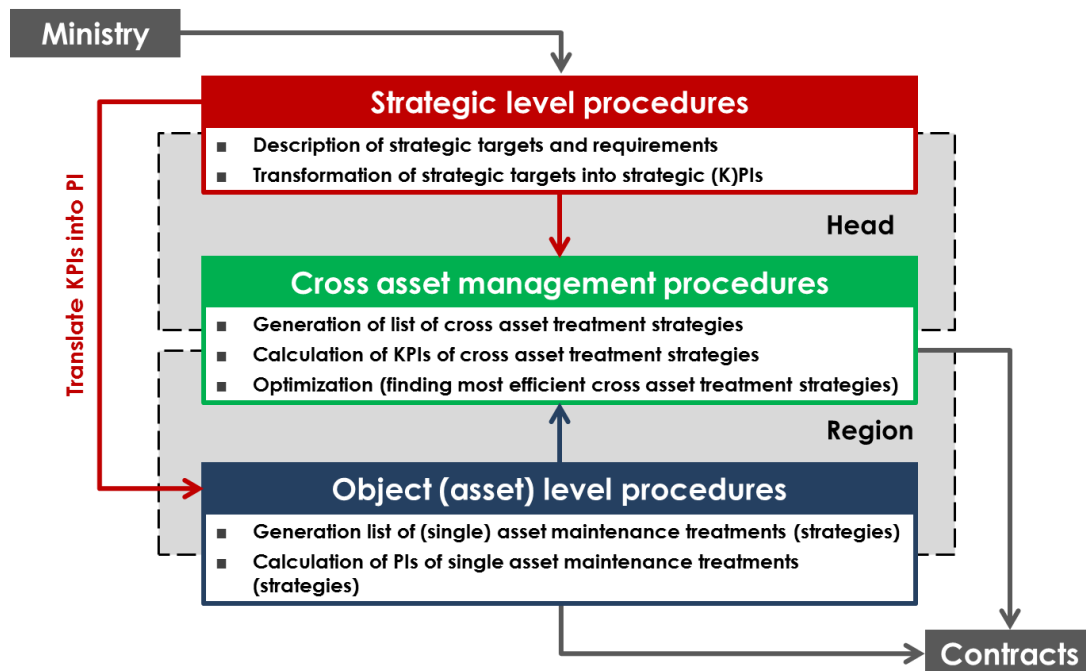 Ministry
Strategic level procedures
▪ Description of strategic targets and requirements
▪ Transformation of strategic targets into strategic (K)PIs
Translate KPIs into PI
Head
Cross asset management procedures
▪ Generation of list of cross asset treatment strategies
▪ Calculation of KPIs of cross asset treatment strategies
▪ Optimization (finding most efficient cross asset treatment strategies)
Region
Object (asset) level procedures
▪ Generation list of (single) asset maintenance treatments (strategies)
▪ Calculation of PIs of single asset maintenance treatments
(strategies)
Contracts